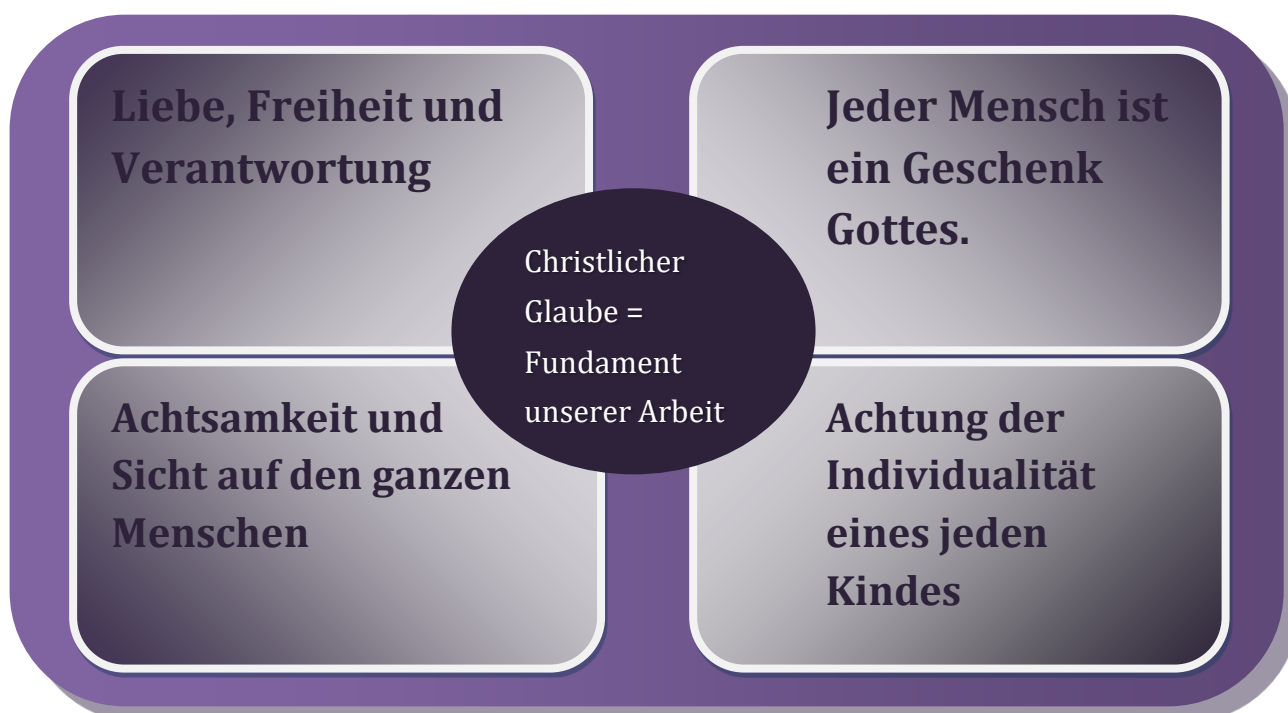 Liebe, Freiheit und
Verantwortung
Jeder Mensch ist
ein Geschenk
Gottes.
Christlicher
Glaube =
Fundament
unserer Arbeit
Achtsamkeit und
Sicht auf den ganzen
Menschen
Achtung der
Individualität
eines jeden
Kindes